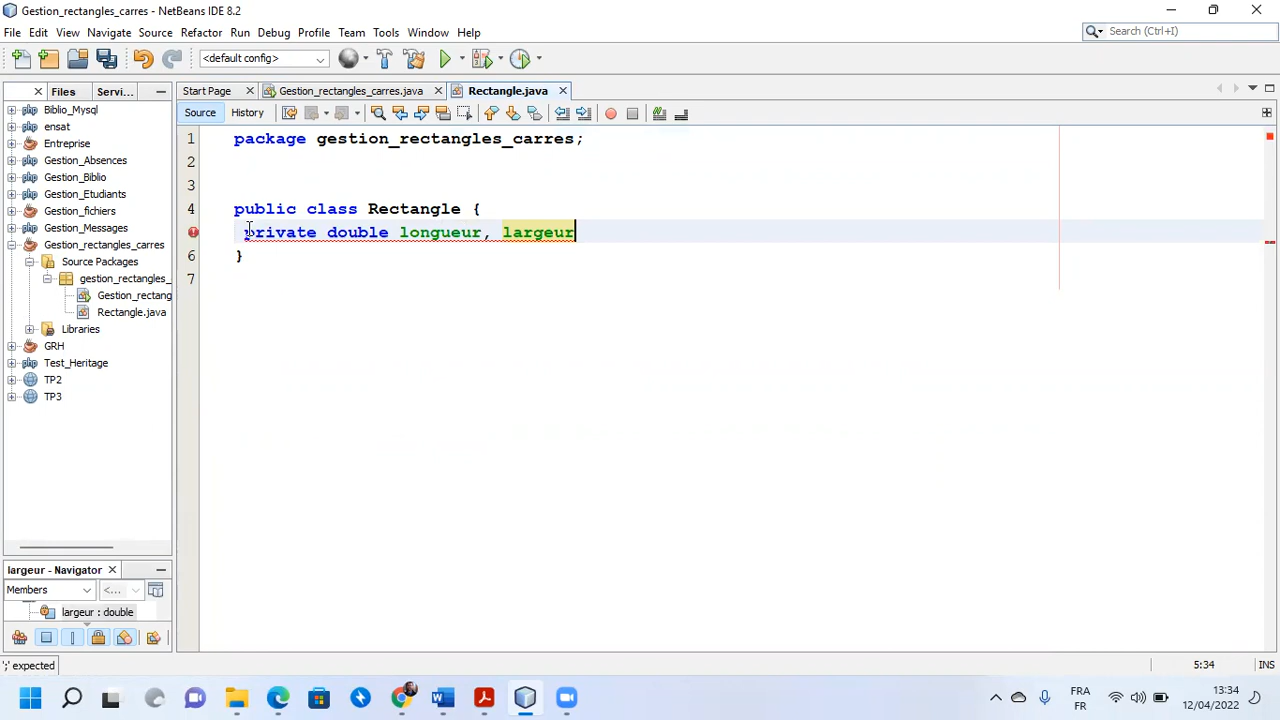 Gestion_rectangles_carres - NetBeans IDE 8.2
File Edit View Navigate Source Refactor Run Debug Profile Team Tools Window Help
Search (Ctrl+I)
<default config>
Files Servi...
Start Page Gestion_rectangles_carres.java Rectangle.java
Source History
Biblio_Mysql
ensat
Entreprise
Gestion_Absences
Gestion_Biblio
Gestion_Etudiants
Gestion_fichiers
Gestion_Messages
Gestion_rectangles_carres
Source Packages
gestion_rectangles_
Gestion_rectang
Rectangle.java
Libraries
GRH
Test_Heritage
TP2
TP3
1 package gestion_rectangles_carres;
2
3
4 public class Rectangle {
private double longueur, largeur
6 }
7
largeur - Navigator
Members <...
largeur : double
';' expected
5:34 INS
FRA
FR
13:34
12/04/2022